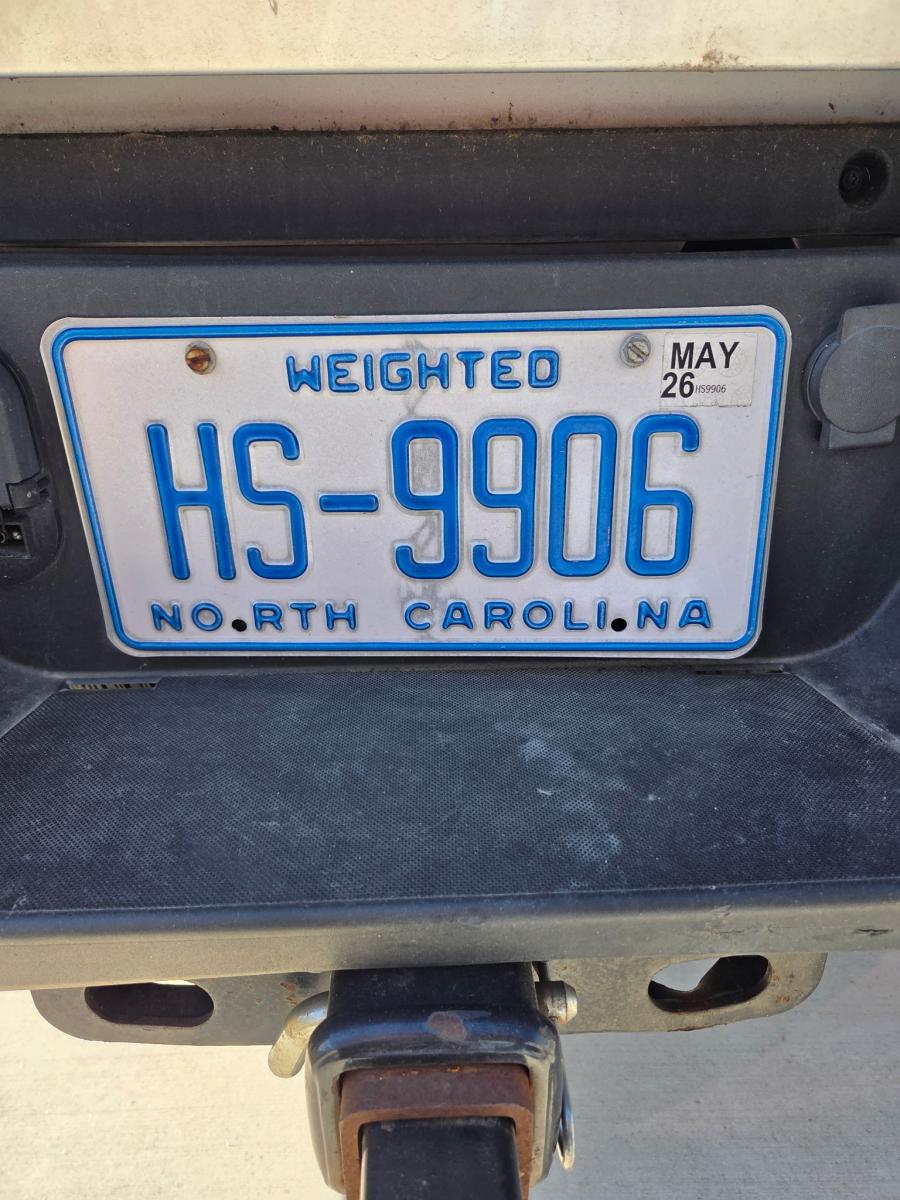 WEIGHTED
MAY
26 HS9906
HS-9906
NORTH CAROLINA